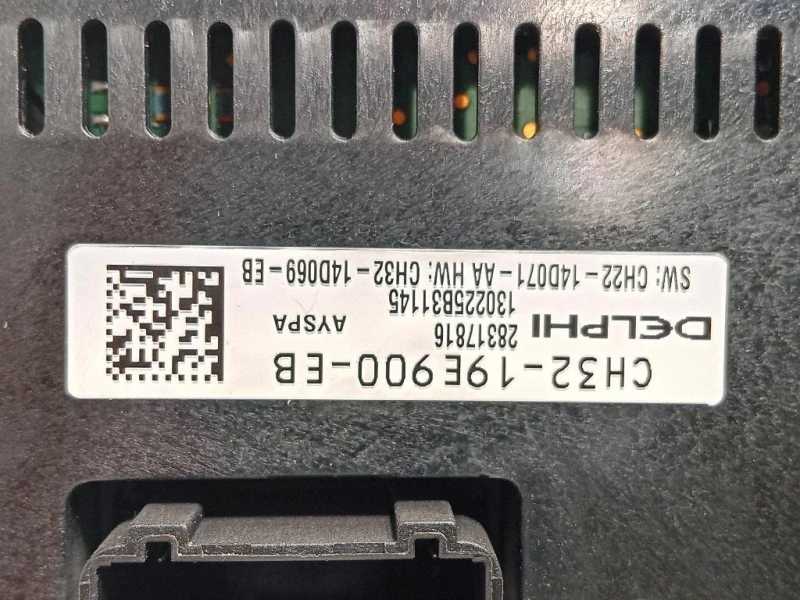 CH32-19E900-EB
DELPHI 28317816 AYSPA
130225B31145
SW: CH22-14D071-AA HW: CH32-14D069-EB